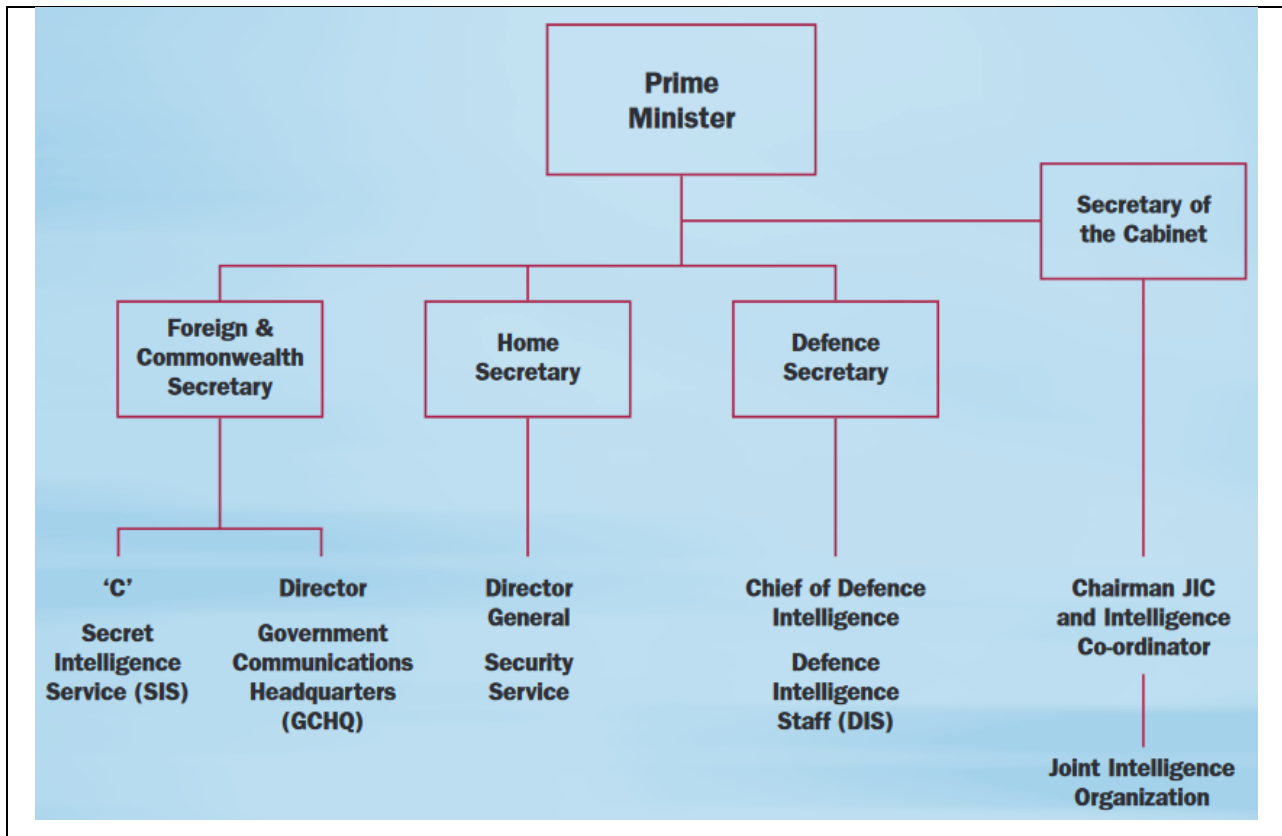 Prime
Minister
Secretary of
the Cabinet
Foreign &
Commonwealth
Secretary
Home
Secretary
Defence
Secretary
‘C’
Secret
Intelligence
Service (SIS)
Director
Government
Communications
Headquarters
(GCHQ)
Director
General
Security
Service
Chief of Defence
Intelligence
Defence
Intelligence
Staff (DIS)
Chairman JIC
and Intelligence
Co-ordinator
Joint Intelligence
Organization